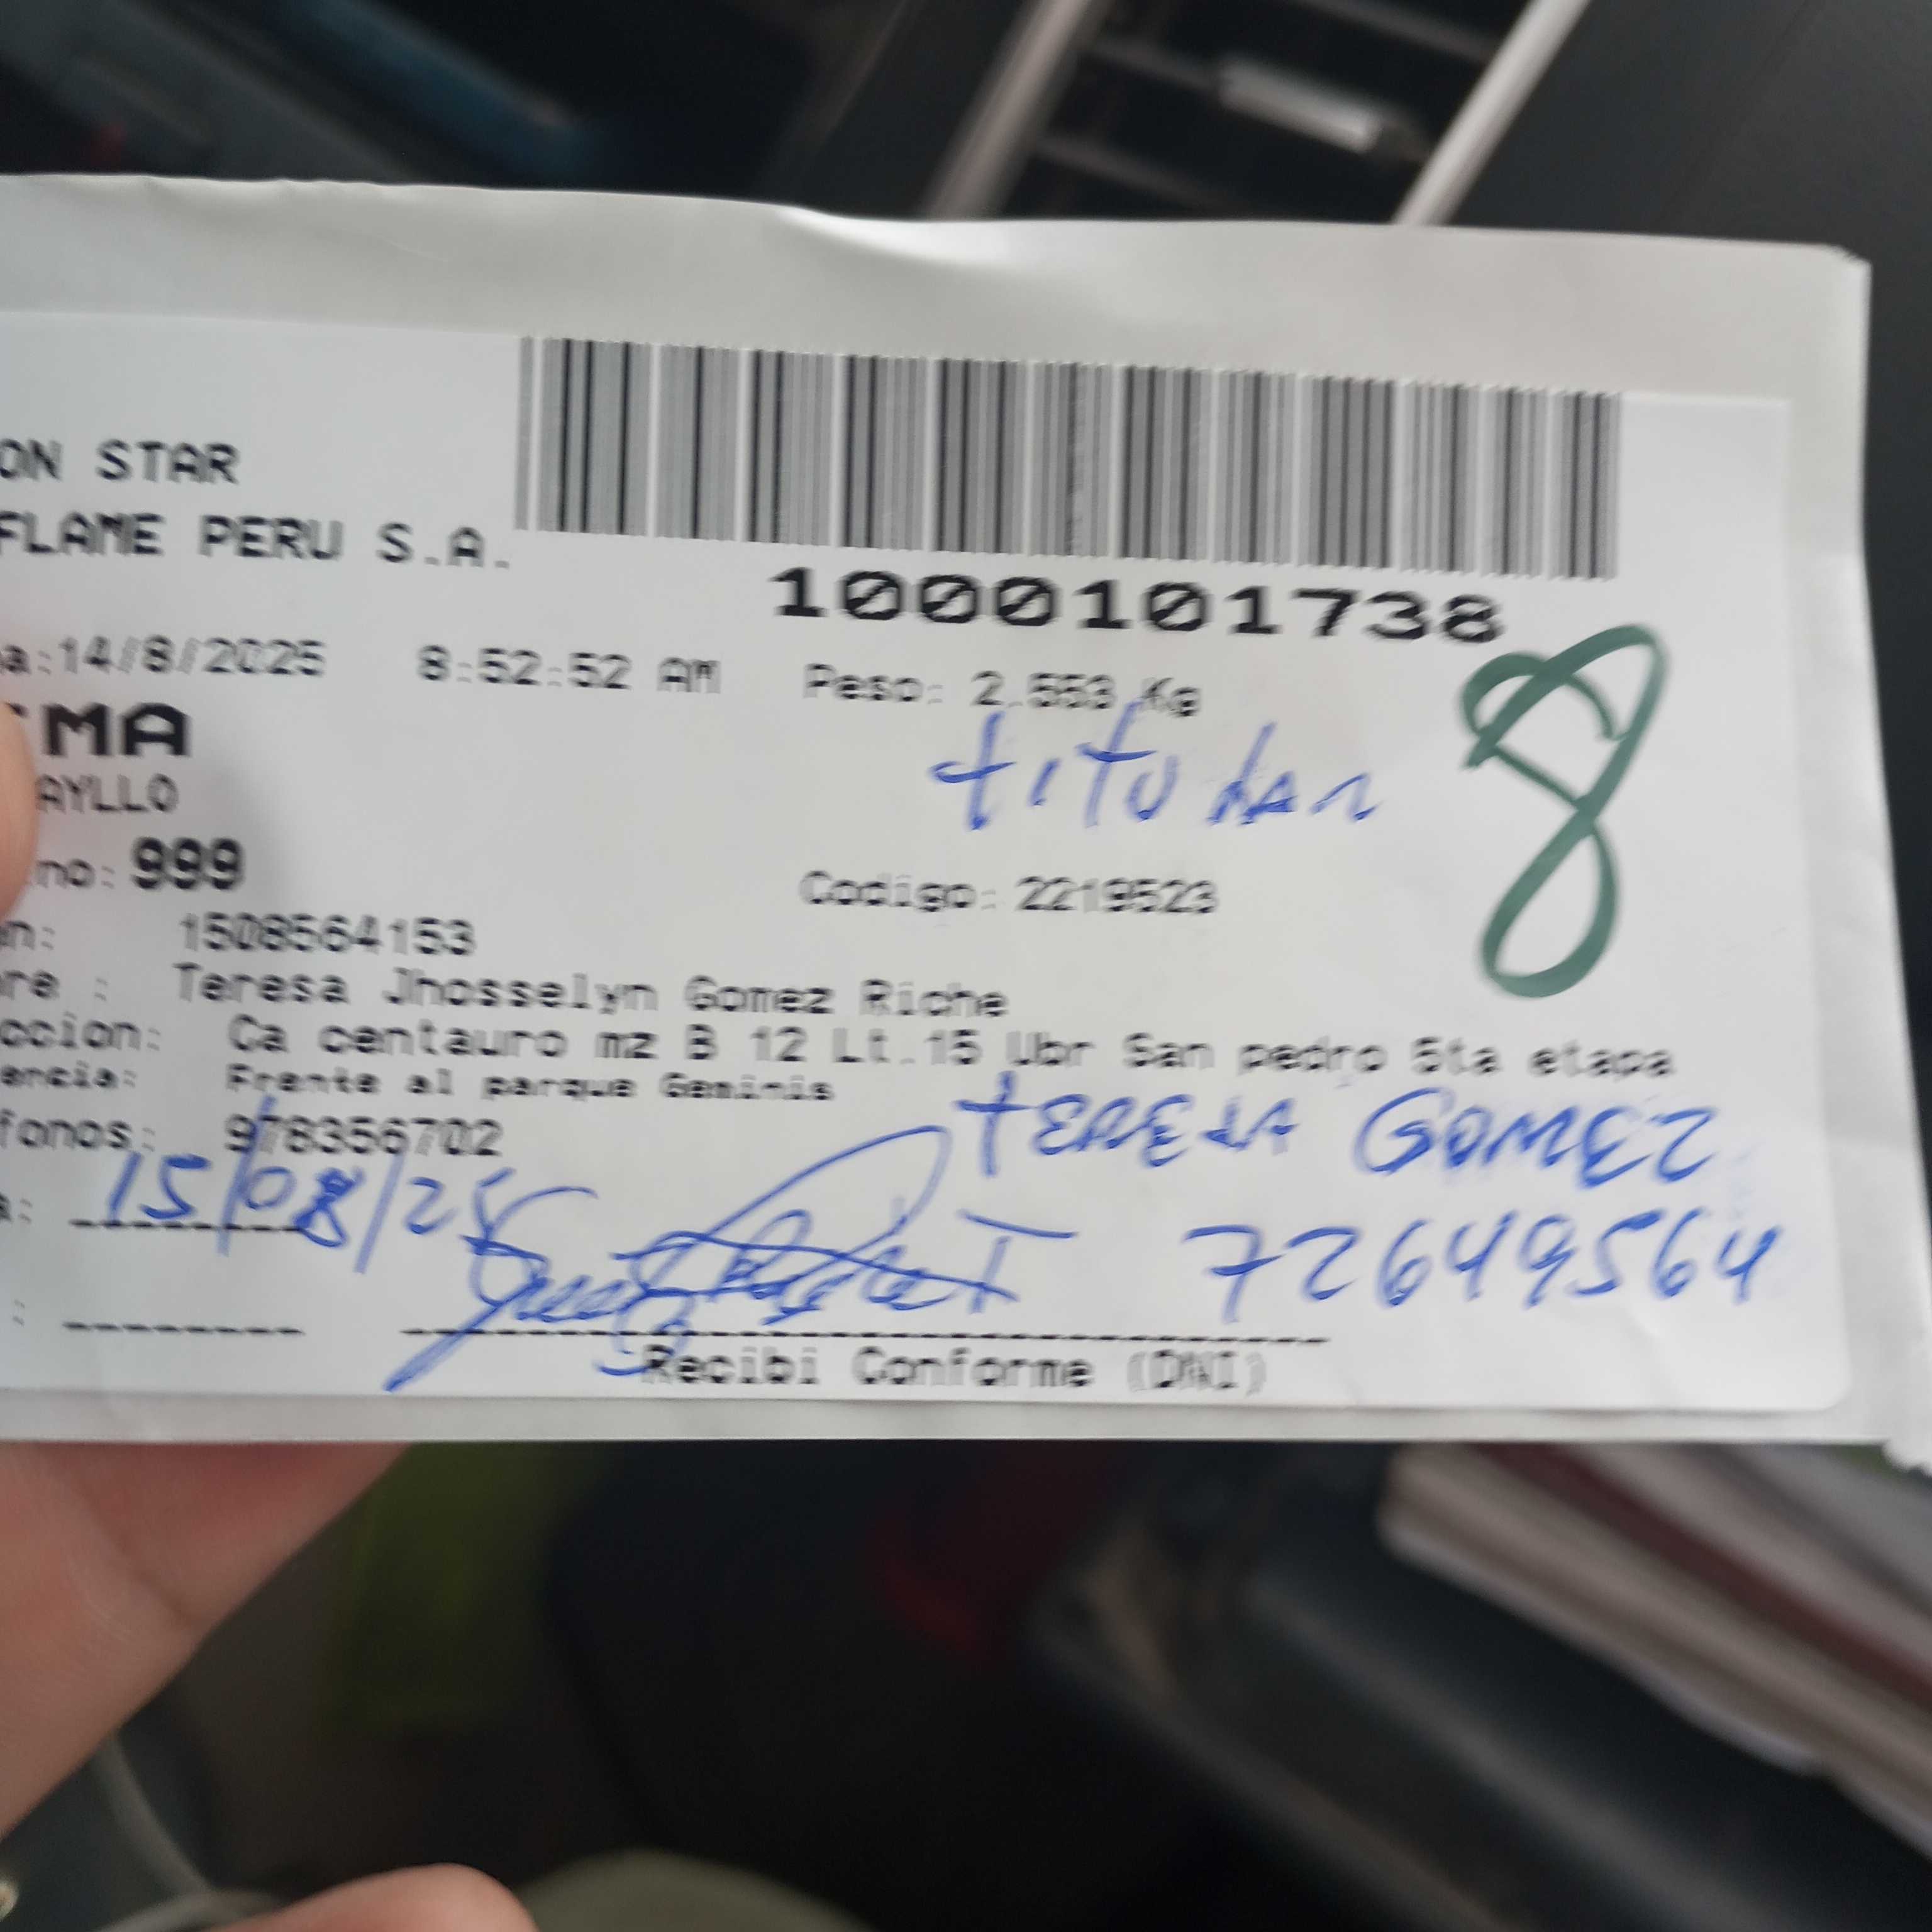 ON STAR
FLAME PERU S.A.
1000101738
a:14/8/2025 8:52:52 AM Peso: 2.553 Kg
MA
AYLLO
titular
8
no: 999
Codigo: 2219523
n: 1508564153
re : Teresa Jhosselyn Gomez Riche
ccion: Ca centauro mz B 12 Lt.15 Ubr San pedro 5ta etapa
encia: Frente al parque Geminis
fonos: 978356702
TERESA GOMEZ
a: 15/08/25
72649564
:
Recibi Conforme (DNI)